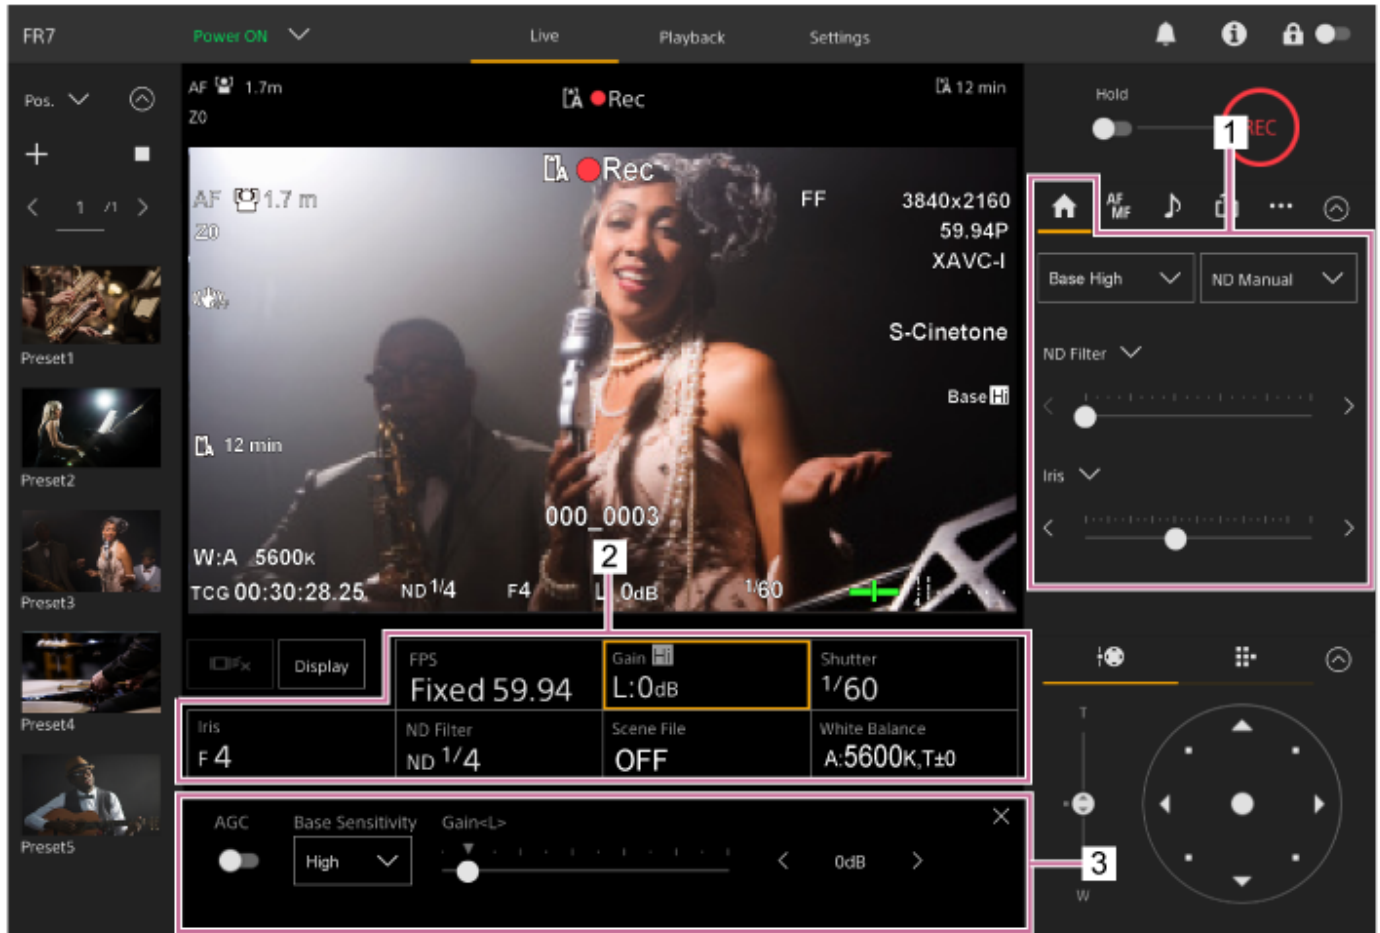 FR7
Power ON
Live
Playback
Settings
Pos.
1 /1
Preset1
Preset2
Preset3
Preset4
Preset5
AF 1.7m
Z0
A Rec
A 12 min
A Rec
AF 1.7 m
Z0
FF
3840x2160
59.94P
XAVC-I
S-Cinetone
Base Hi
A 12 min
000_0003
W:A 5600K
TCG 00:30:28.25
ND 1/4
F4
L 0dB
1/60
2
Display
FPS
Fixed 59.94
Gain Hi
L:0dB
Shutter
1/60
Iris
F 4
ND Filter
ND 1/4
Scene File
OFF
White Balance
A:5600K,T±0
AGC
Base Sensitivity
High
Gain<L>
0dB
3
Hold
1
EC
AF
MF
Base High
ND Manual
ND Filter
Iris
T
W